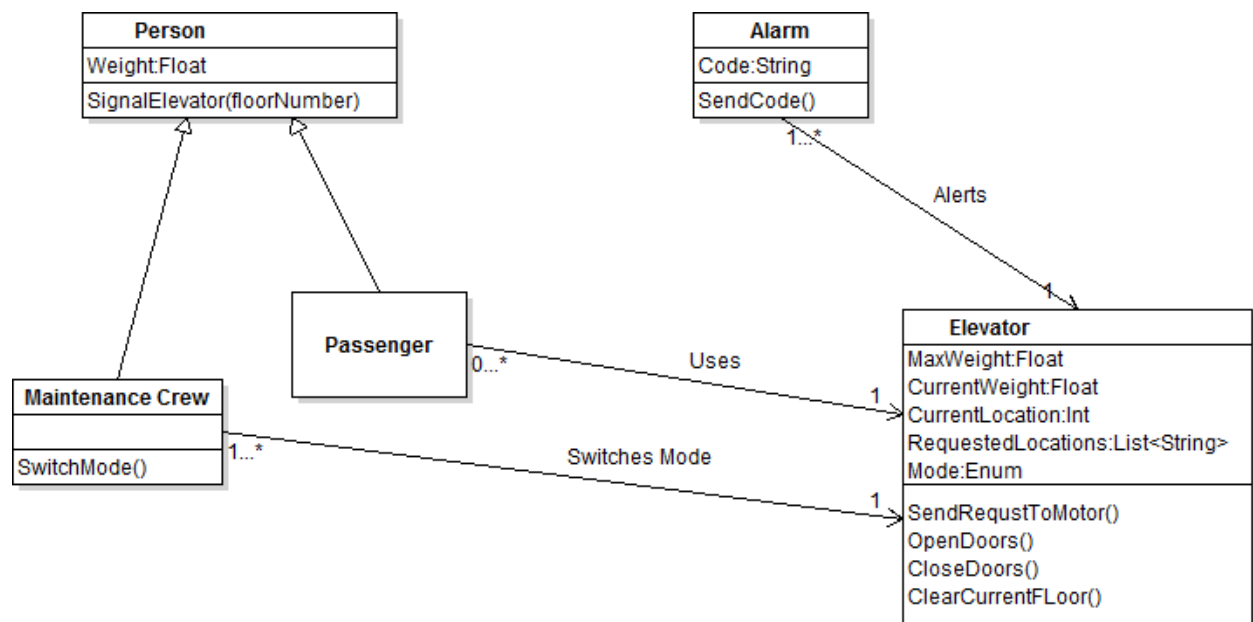 Person
Weight:Float
SignalElevator(floorNumber)
Alarm
Code:String
SendCode()
1...*
Alerts
1
Passenger
0...*
Uses
1
Maintenance Crew
SwitchMode()
1...*
Switches Mode
1
Elevator
MaxWeight:Float
CurrentWeight:Float
CurrentLocation:Int
RequestedLocations:List<String>
Mode:Enum
SendRequstToMotor()
OpenDoors()
CloseDoors()
ClearCurrentFLoor()